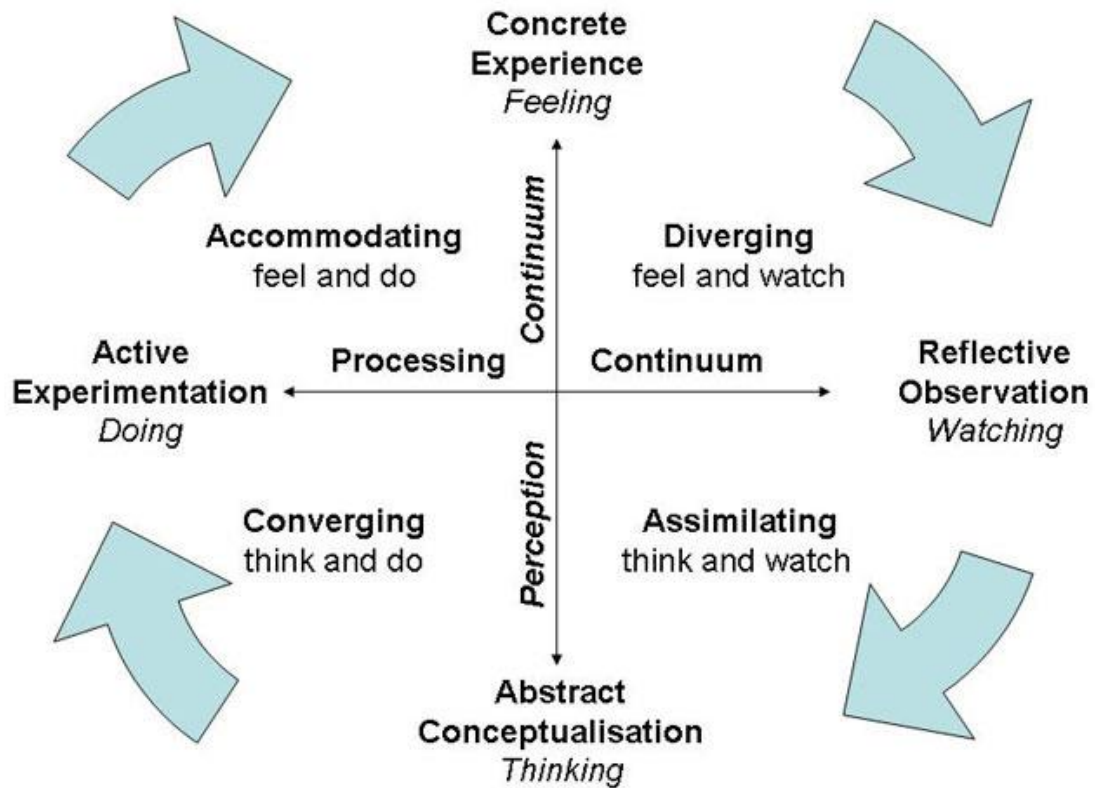 Concrete
Experience
Feeling
Continuum
Accommodating
feel and do
Diverging
feel and watch
Active
Experimentation
Doing
Processing
Continuum
Reflective
Observation
Watching
Perception
Converging
think and do
Assimilating
think and watch
Abstract
Conceptualisation
Thinking